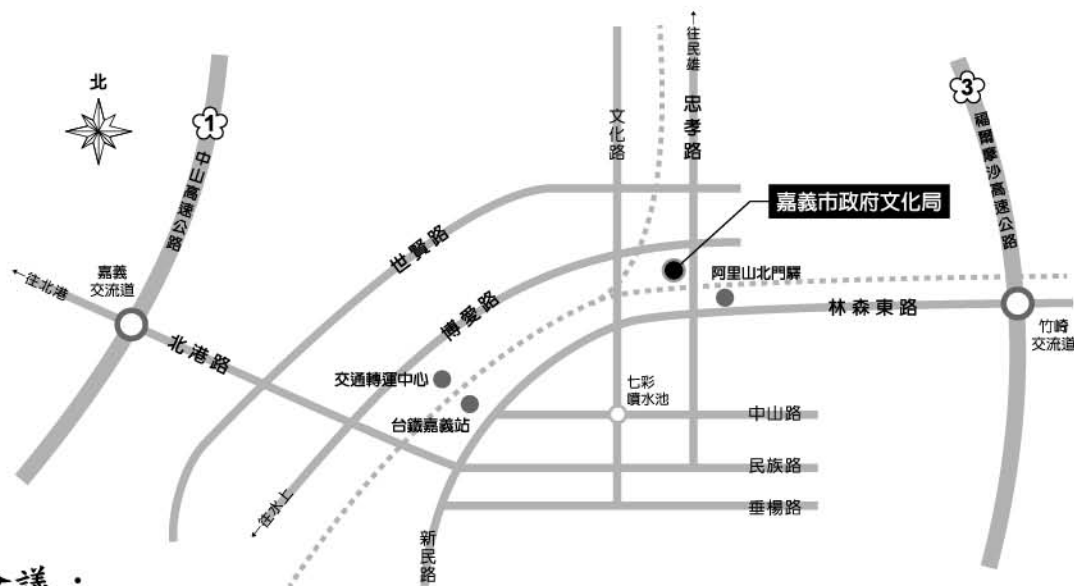 北
1
中山高速公路
←往北港
嘉義
交流道
北港路
世賢路
博愛路
交通轉運中心
台鐵嘉義站
←往水上
新民路
文化路
←往民雄
忠孝路
嘉義市政府文化局
阿里山北門驛
林森東路
七彩
噴水池
中山路
民族路
垂楊路
3
福爾摩沙高速公路
竹崎
交流道
議：